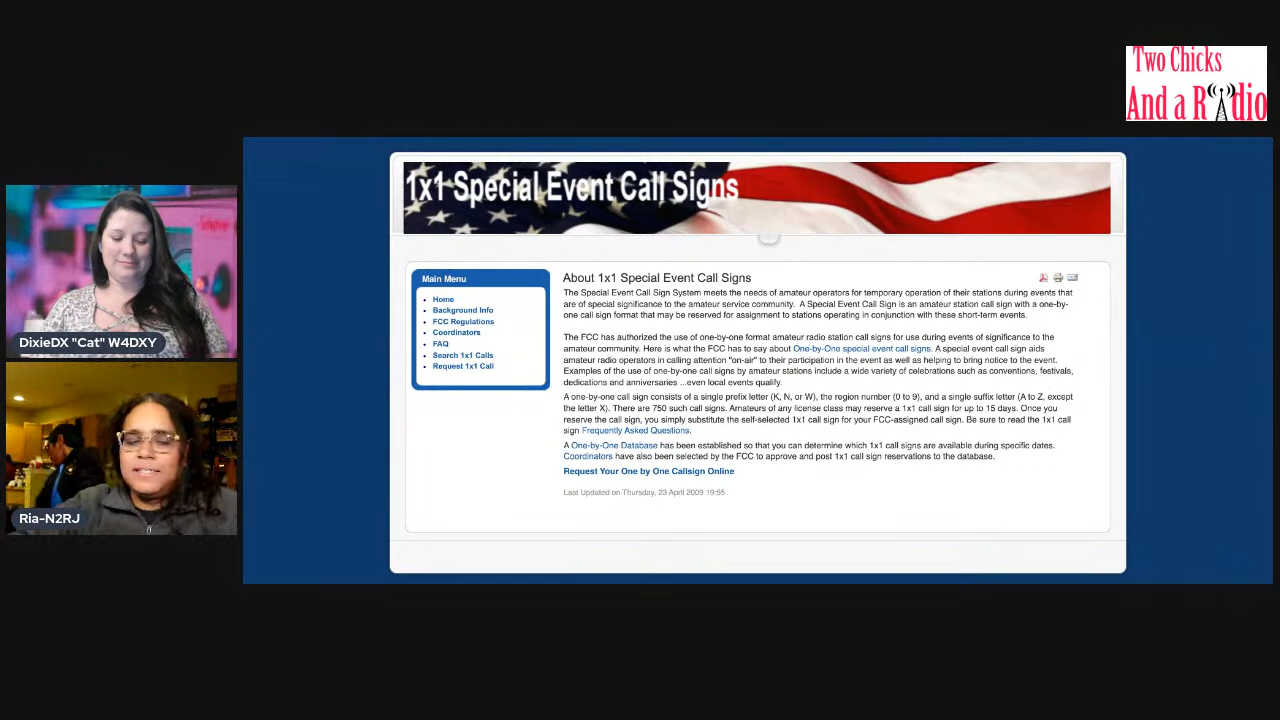 Two Chicks
And a Radio
DixieDX "Cat" W4DXY
Ria-N2RJ
1x1 Special Event Call Signs
Main Menu
Home
Background Info
FCC Regulations
Coordinators
FAQ
Search 1x1 Calls
Request 1x1 Call
About 1x1 Special Event Call Signs
The Special Event Call Sign System meets the needs of amateur operators for temporary operation of their stations during events that
are of special significance to the amateur service community. A Special Event Call Sign is an amateur station call sign with a one-by-
one call sign format that may be reserved for assignment to stations operating in conjunction with these short-term events.
The FCC has authorized the use of one-by-one format amateur radio station call signs for use during events of significance to the
amateur community. Here is what the FCC has to say about One-by-One special event call signs. A special event call sign aids
amateur radio operators in calling attention "on-air" to their participation in the event as well as helping to bring notice to the event.
Examples of the use of one-by-one call signs by amateur stations include a wide variety of celebrations such as conventions, festivals,
dedications and anniversaries ...even local events qualify.
A one-by-one call sign consists of a single prefix letter (K, N, or W), the region number (0 to 9), and a single suffix letter (A to Z, except
the letter X). There are 750 such call signs. Amateurs of any license class may reserve a 1x1 call sign for up to 15 days. Once you
reserve the call sign, you simply substitute the self-selected 1x1 call sign for your FCC-assigned call sign. Be sure to read the 1x1 call
sign Frequently Asked Questions.
A One-by-One Database has been established so that you can determine which 1x1 call signs are available during specific dates.
Coordinators have also been selected by the FCC to approve and post 1x1 call sign reservations to the database.
Request Your One by One Callsign Online
Last Updated on Thursday, 23 April 2009 19:55